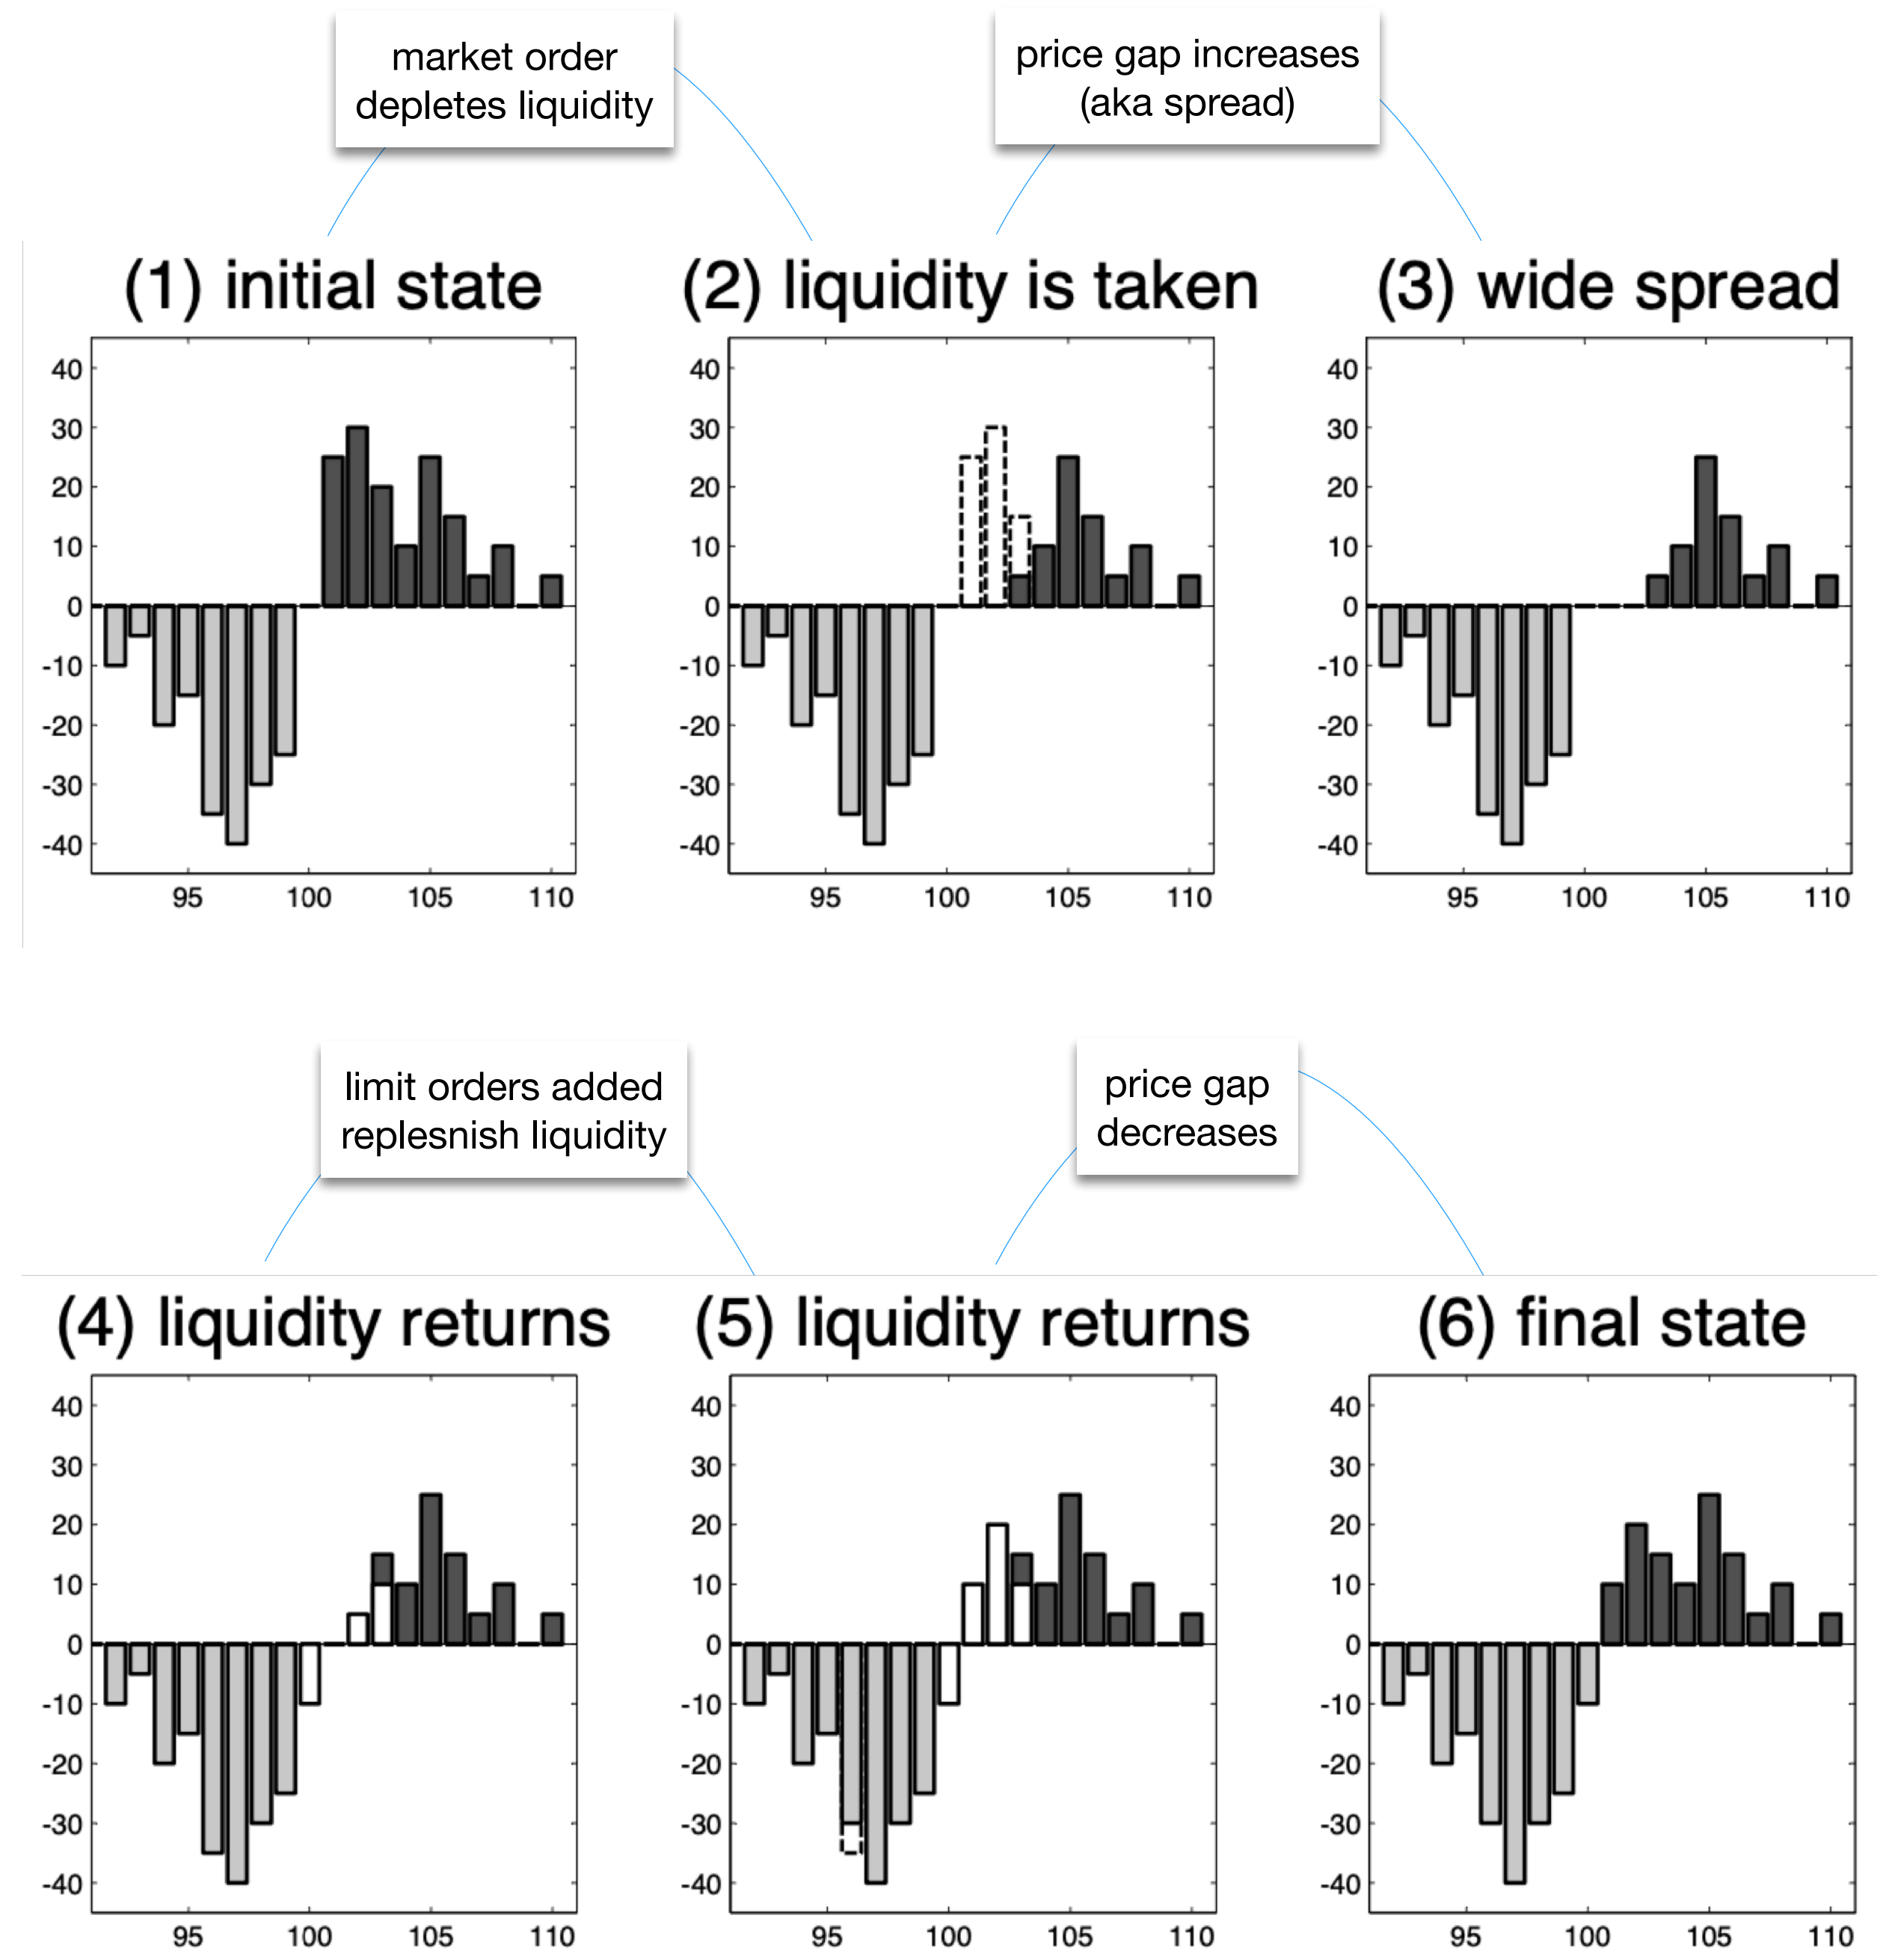 market order
depletes liquidity
price gap increases
(aka spread)
(1) initial state
(2) liquidity is taken
(3) wide spread
40
30
20
10
0
-10
-20
-30
-40
95 100 105 110
40
30
20
10
0
-10
-20
-30
-40
95 100 105 110
40
30
20
10
0
-10
-20
-30
-40
95 100 105 110
limit orders added
replesnish liquidity
price gap
decreases
(4) liquidity returns
(5) liquidity returns
(6) final state
40
30
20
10
0
-10
-20
-30
-40
95 100 105 110
40
30
20
10
0
-10
-20
-30
-40
95 100 105 110
40
30
20
10
0
-10
-20
-30
-40
95 100 105 110